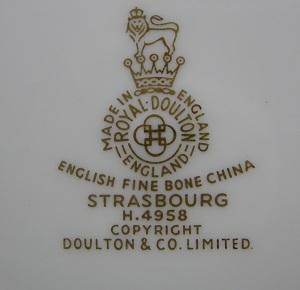 MADE IN ENGLAND
ROYAL·DOULTON
ENGLAND
ENGLISH FINE BONE CHINA
STRASBOURG
H.4958
COPYRIGHT
DOULTON & CO. LIMITED.